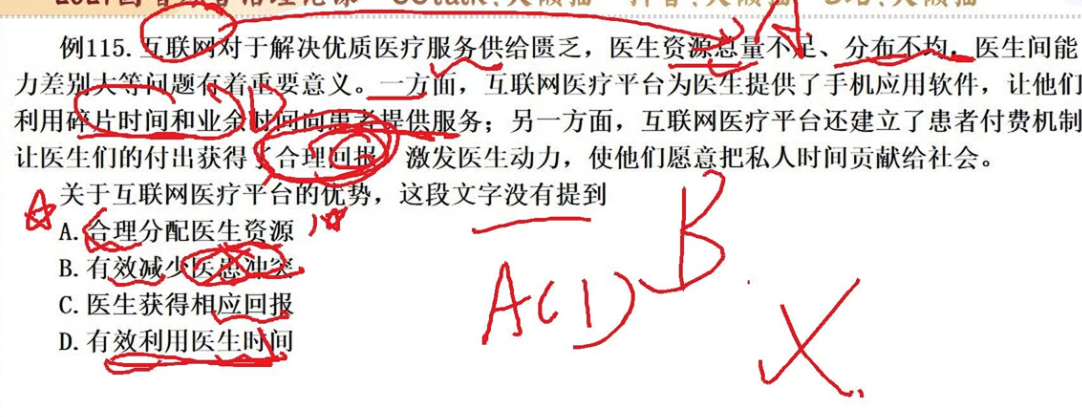 例115. 互联网对于解决优质医疗服务供给匮乏，医生资源总量不足、分布不均，医生间能
力差别大等问题有着重要意义。一方面，互联网医疗平台为医生提供了手机应用软件，让他们
利用碎片时间和业余时间向患者提供服务；另一方面，互联网医疗平台还建立了患者付费机制
让医生们的付出获得了合理回报，激发医生动力，使他们愿意把私人时间贡献给社会。
关于互联网医疗平台的优势，这段文字没有提到
A. 合理分配医生资源
B. 有效减少医患冲突
C. 医生获得相应回报
D. 有效利用医生时间
A
B
ACD
X